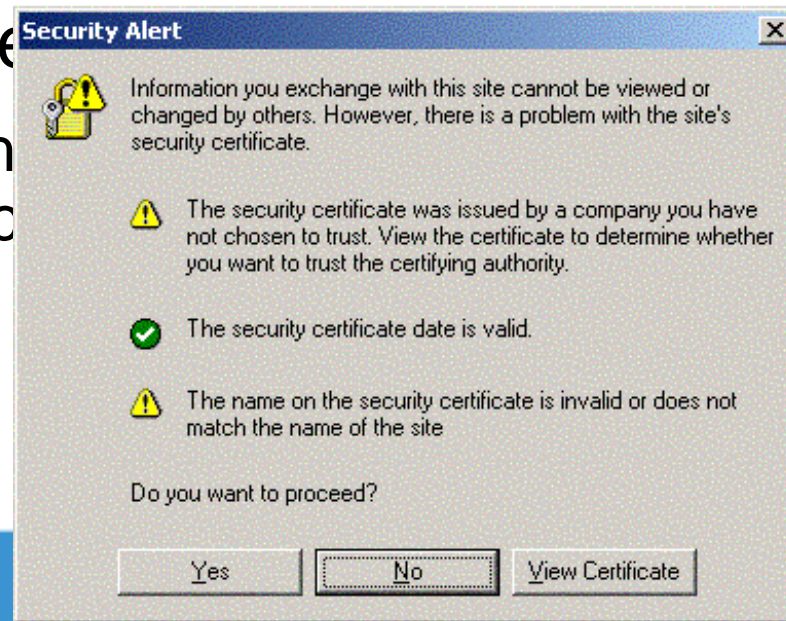 Security Alert
Information you exchange with this site cannot be viewed or
changed by others. However, there is a problem with the site's
security certificate.
The security certificate was issued by a company you have
not chosen to trust. View the certificate to determine whether
you want to trust the certifying authority.
The security certificate date is valid.
The name on the security certificate is invalid or does not
match the name of the site
Do you want to proceed?
Yes No View Certificate